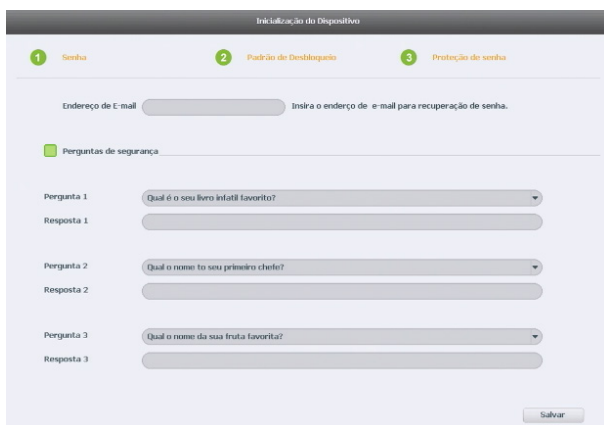 Inicialização do Dispositivo
1 Senha 2 Padrão de Desbloqueio 3 Proteção de senha
Endereço de E-mail Insira o enderço de e-mail para recuperação de senha.
Perguntas de segurança
Pergunta 1 Qual é o seu livro infatil favorito?
Resposta 1
Pergunta 2 Qual o nome to seu primeiro chefe?
Resposta 2
Pergunta 3 Qual o nome da sua fruta favorita?
Resposta 3
Salvar